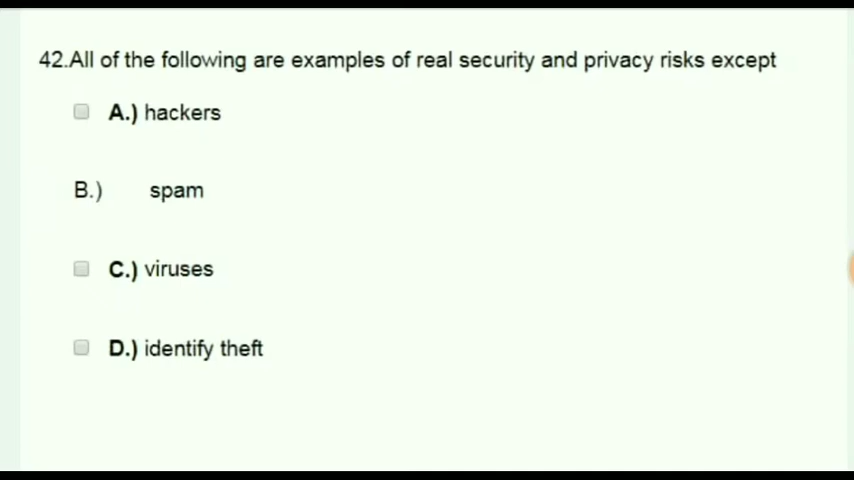 42.All of the following are examples of real security and privacy risks except
A.) hackers
B.) spam
C.) viruses
D.) identify theft